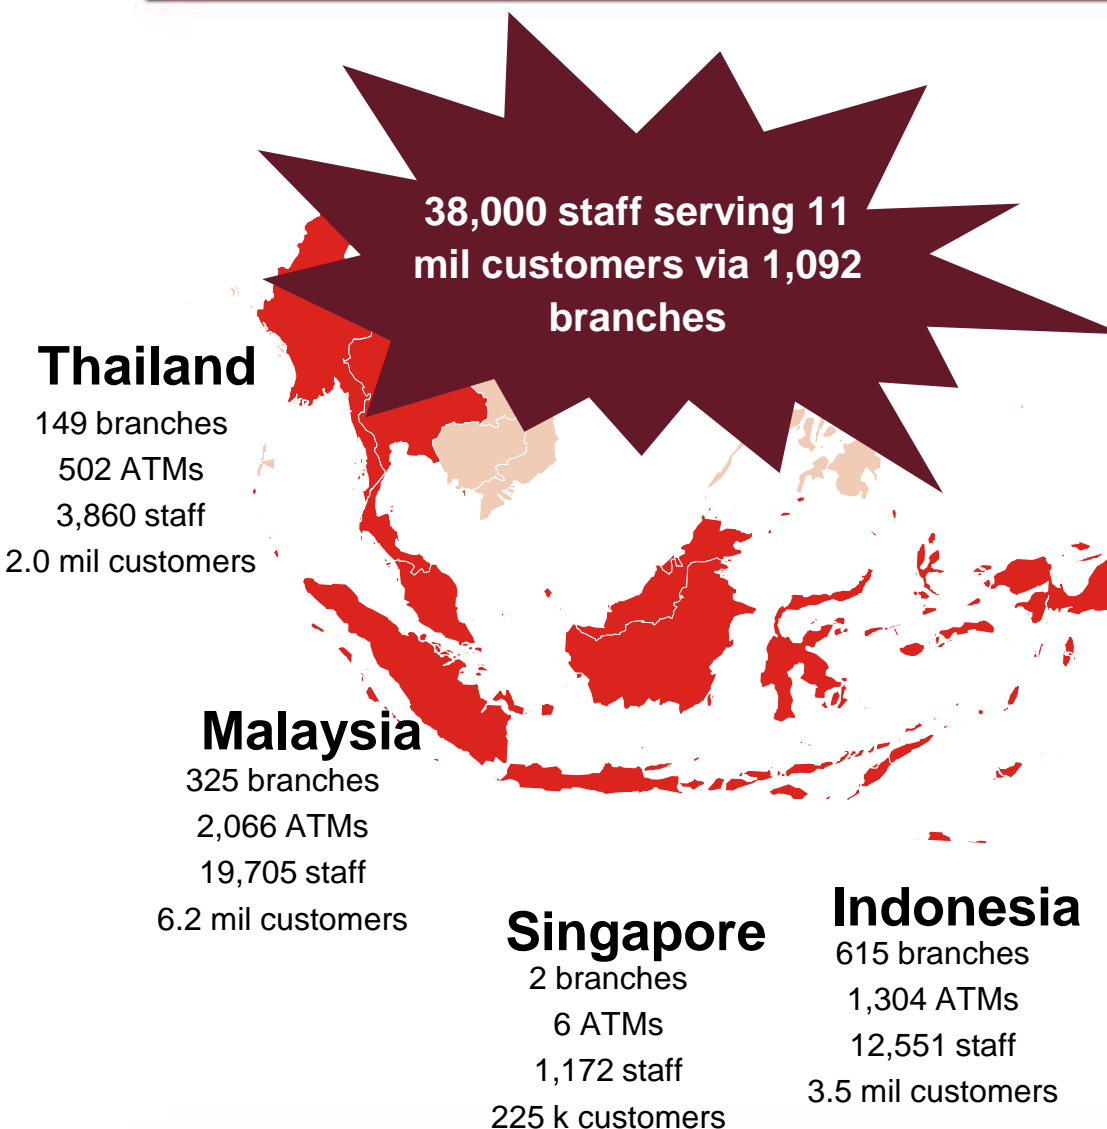 38,000 staff serving 11
mil customers via 1,092
branches
Thailand
149 branches
502 ATMs
3,860 staff
2.0 mil customers
Malaysia
325 branches
2,066 ATMs
19,705 staff
6.2 mil customers
Singapore
2 branches
6 ATMs
1,172 staff
225 k customers
Indonesia
615 branches
1,304 ATMs
12,551 staff
3.5 mil customers